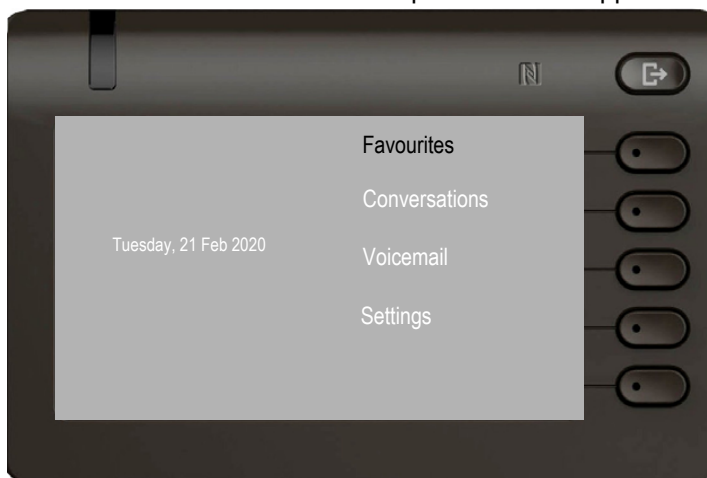 Tuesday, 21 Feb 2020
Favourites
Conversations
Voicemail
Settings